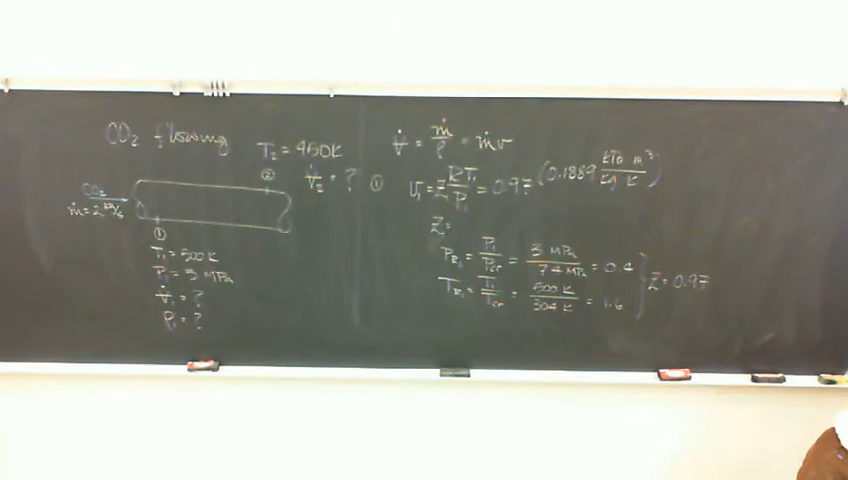 CO2 flowing
T2 = 450K
②
V̇2 = ?
CO2
ṁ = 2 kg/s
①
T1 = 500K
P1 = 3 MPa
V̇1 = ?
ρ1 = ?
V̇ = ṁ/ρ = ṁv
① v1 = Z RT1/P1 = 0.97 (0.1889 kPa m³/kg K)
Z:
PR1 = P1/Pcr = 3 MPa/7.4 MPa = 0.4
TR1 = T1/Tcr = 500K/304 K = 1.6
} Z = 0.97